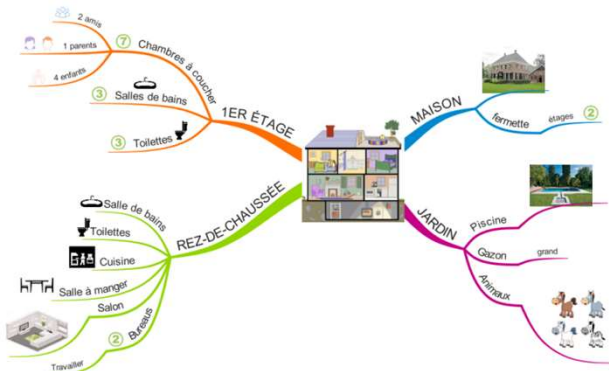 2 amis
1 parents
4 enfants
7
Chambres à coucher
3
Salles de bains
3
Toilettes
1ER ÉTAGE
MAISON
fermette
étages
2
REZ-DE-CHAUSSÉE
Salle de bains
Toilettes
Cuisine
Salle à manger
Salon
2
Bureaus
Travailler
JARDIN
Piscine
Gazon
grand
Animaux